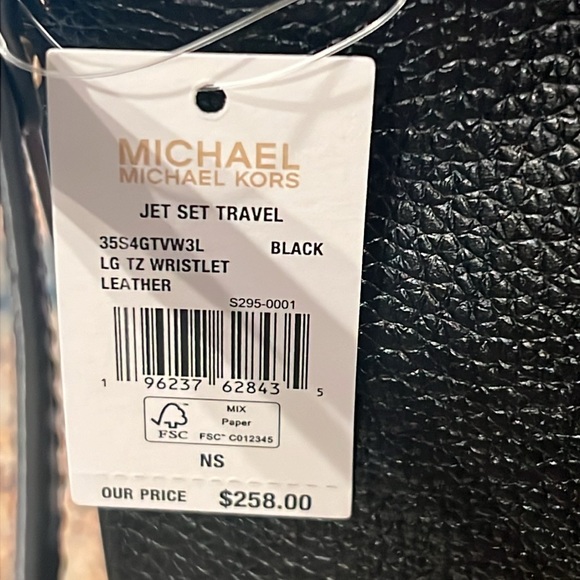 MICHAEL
MICHAEL KORS
JET SET TRAVEL
35S4GTVW3L BLACK
LG TZ WRISTLET
LEATHER
S295-0001
1 96237 62843 5
FSC
MIX
Paper
FSC™ C012345
NS
OUR PRICE $258.00